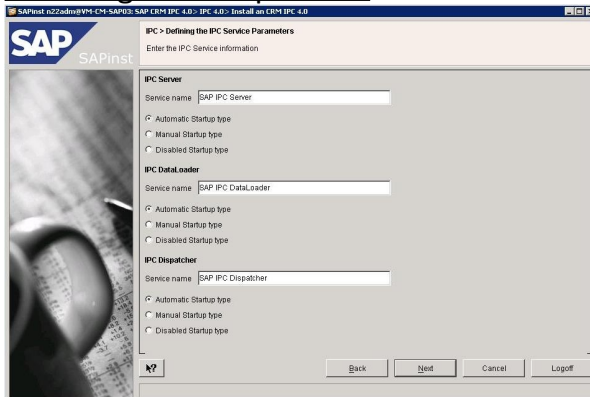 SAPinst n22adm@VM-CM-SAP03: SAP CRM IPC 4.0> IPC 4.0> Install an CRM IPC 4.0
SAP
SAPinst
IPC > Defining the IPC Service Parameters
Enter the IPC Service information
IPC Server
Service name SAP IPC Server
Automatic Startup type
Manual Startup type
Disabled Startup type
IPC DataLoader
Service name SAP IPC DataLoader
Automatic Startup type
Manual Startup type
Disabled Startup type
IPC Dispatcher
Service name SAP IPC Dispatcher
Automatic Startup type
Manual Startup type
Disabled Startup type
Back Next Cancel Logoff